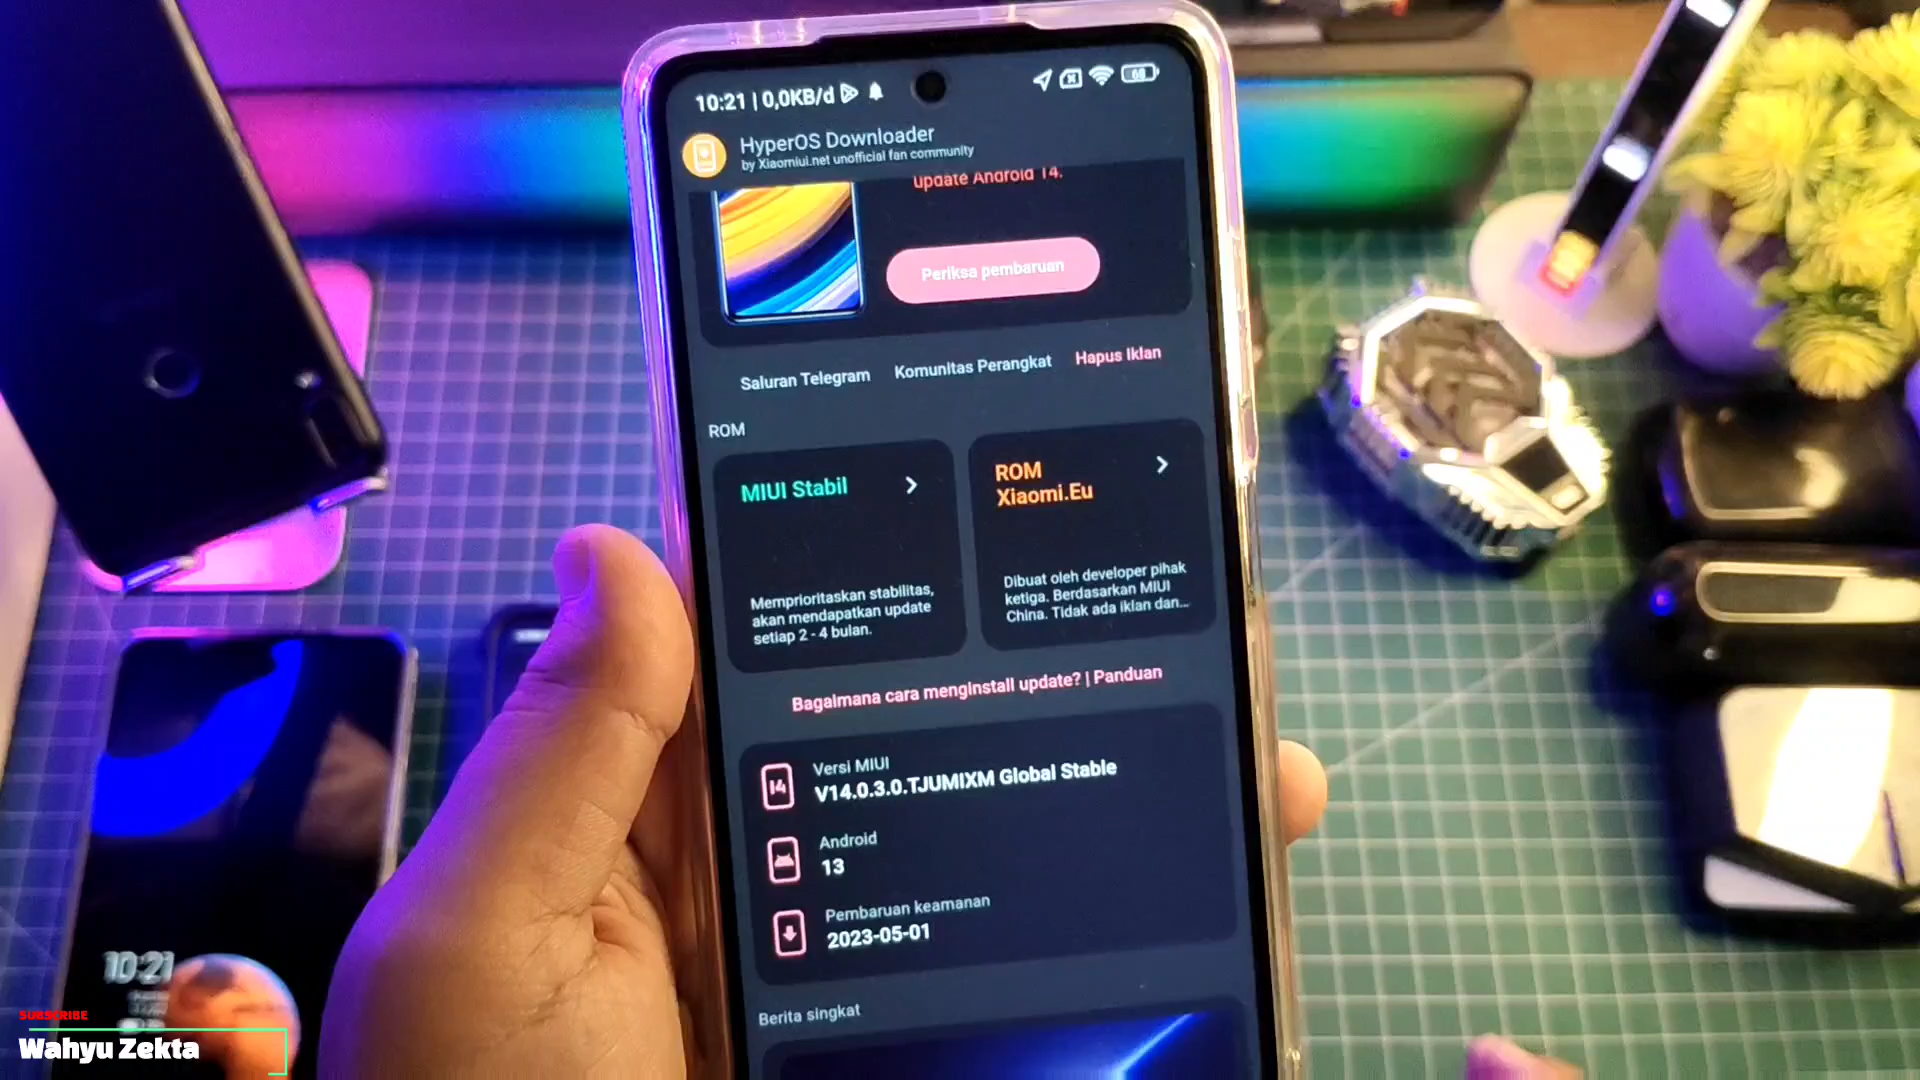 10:21 | 0,0KB/d
68
HyperOS Downloader
by Xiaomiui.net unofficial fan community
update Android 14.
Periksa pembaruan
Saluran Telegram
Komunitas Perangkat
Hapus Iklan
ROM
MIUI Stabil
Memprioritaskan stabilitas,
akan mendapatkan update
setiap 2 - 4 bulan.
ROM
Xiaomi.Eu
Dibuat oleh developer pihak
ketiga. Berdasarkan MIUI
China. Tidak ada iklan dan...
Bagaimana cara menginstall update? | Panduan
14
Versi MIUI
V14.0.3.0.TJUMIXM Global Stable
Android
13
Pembaruan keamanan
2023-05-01
Berita singkat
10:21
SUBSCRIBE
Wahyu Zekta